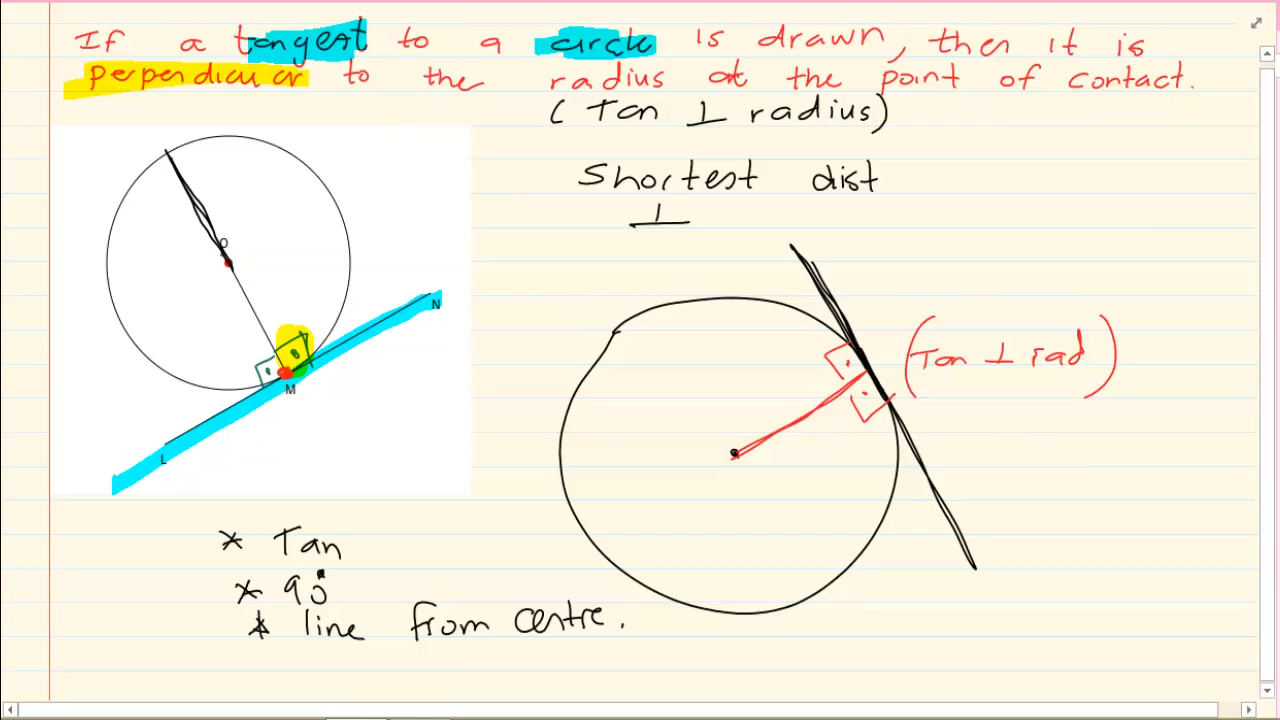 If a tangest to a circle is drawn, then it is
perpendicular to the radius at the point of contact.
(Tan ⊥ radius)
Shortest dist
⊥
O
N
M
L
(Tan ⊥ rad)
* Tan
* 90°
* line from centre.